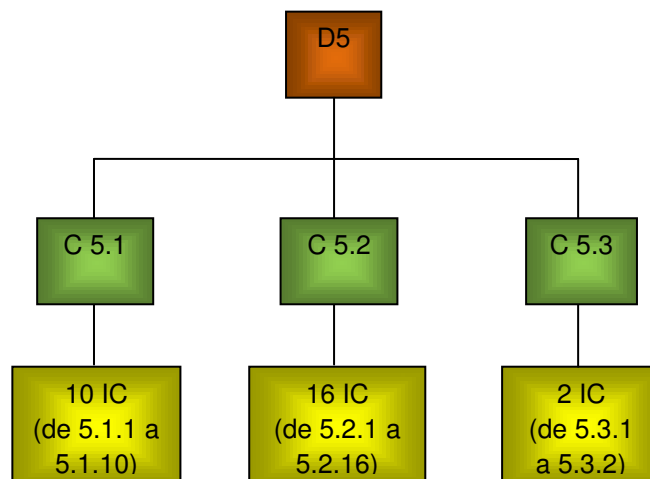 D5
C 5.1
C 5.2
C 5.3
10 IC
(de 5.1.1 a
5.1.10)
16 IC
(de 5.2.1 a
5.2.16)
2 IC
(de 5.3.1
a 5.3.2)